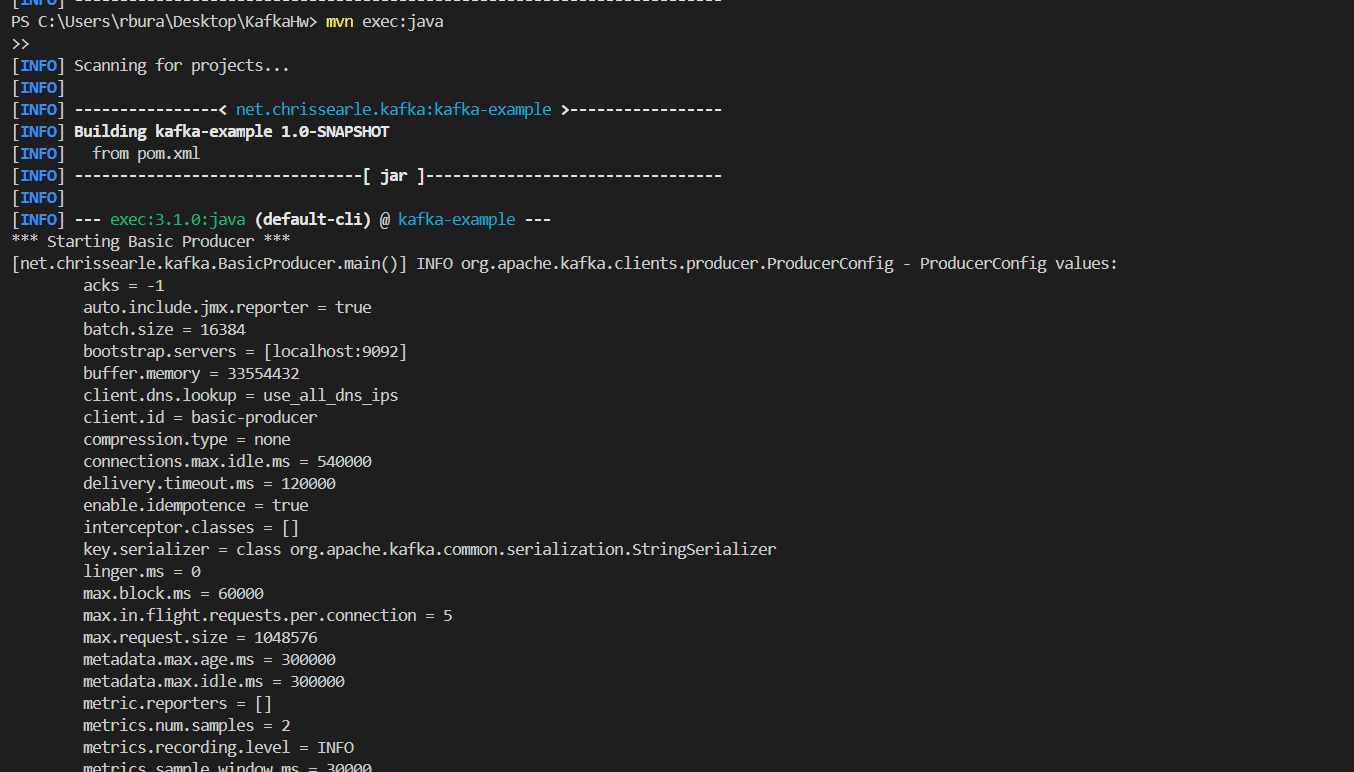 [INFO] ------------------------------------------------------------------------
PS C:\Users\rbura\Desktop\KafkaHw> mvn exec:java
>>
[INFO] Scanning for projects...
[INFO]
[INFO] ----------------< net.chrissearle.kafka:kafka-example >-----------------
[INFO] Building kafka-example 1.0-SNAPSHOT
[INFO]   from pom.xml
[INFO] --------------------------------[ jar ]---------------------------------
[INFO]
[INFO] --- exec:3.1.0:java (default-cli) @ kafka-example ---
*** Starting Basic Producer ***
[net.chrissearle.kafka.BasicProducer.main()] INFO org.apache.kafka.clients.producer.ProducerConfig - ProducerConfig values:
        acks = -1
        auto.include.jmx.reporter = true
        batch.size = 16384
        bootstrap.servers = [localhost:9092]
        buffer.memory = 33554432
        client.dns.lookup = use_all_dns_ips
        client.id = basic-producer
        compression.type = none
        connections.max.idle.ms = 540000
        delivery.timeout.ms = 120000
        enable.idempotence = true
        interceptor.classes = []
        key.serializer = class org.apache.kafka.common.serialization.StringSerializer
        linger.ms = 0
        max.block.ms = 60000
        max.in.flight.requests.per.connection = 5
        max.request.size = 1048576
        metadata.max.age.ms = 300000
        metadata.max.idle.ms = 300000
        metric.reporters = []
        metrics.num.samples = 2
        metrics.recording.level = INFO
        metrics.sample.window.ms = 30000